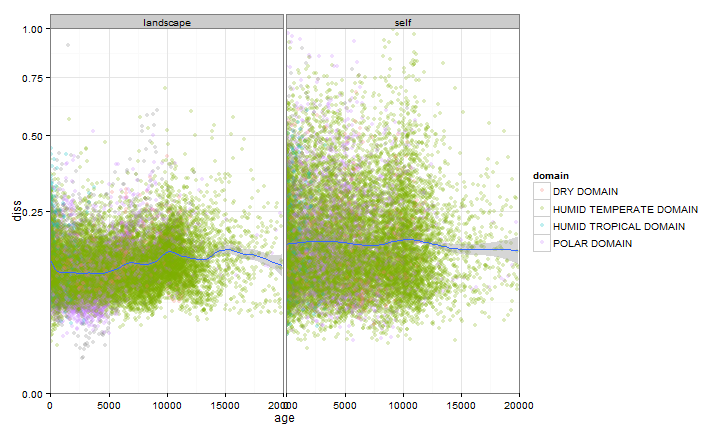 landscape self
1.00
0.75
0.50
0.25
0.00
diss
0 5000 10000 15000 20000 5000 10000 15000 20000
age
domain
DRY DOMAIN
HUMID TEMPERATE DOMAIN
HUMID TROPICAL DOMAIN
POLAR DOMAIN